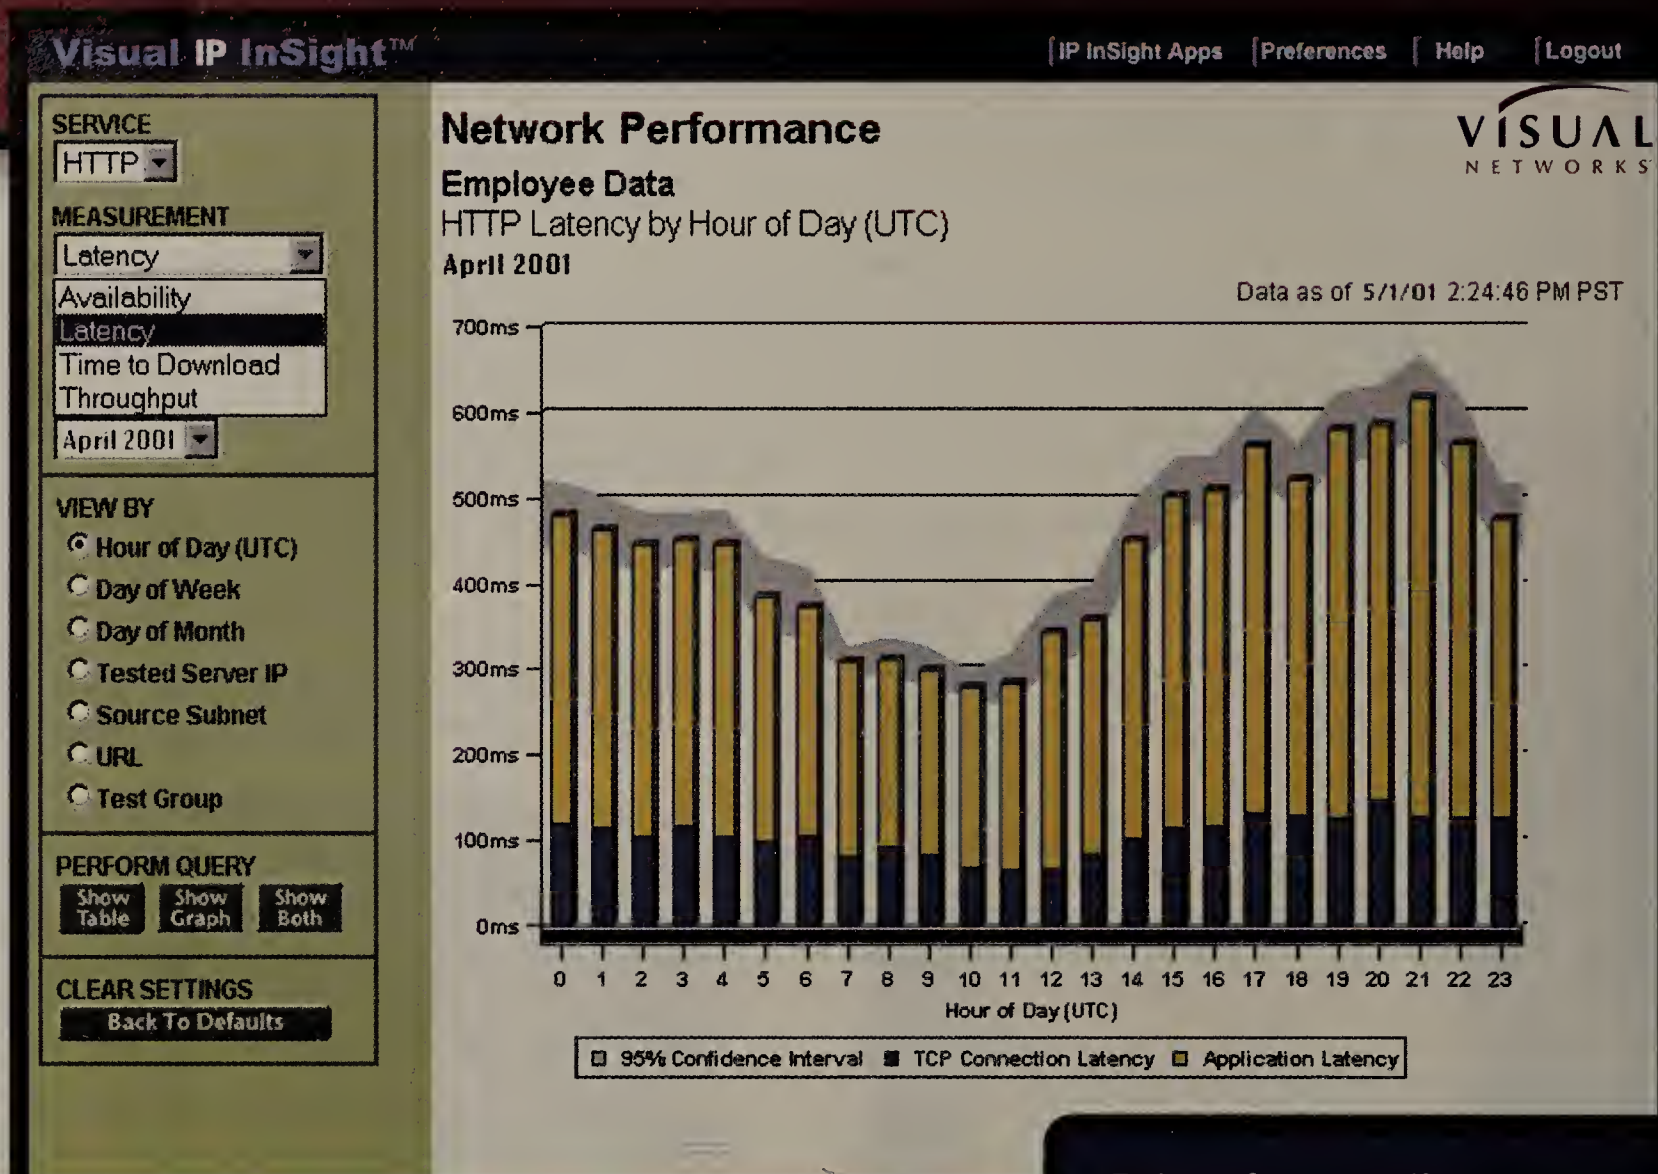 Visual IP InSight™
IP InSight Apps
Preferences
Help
Logout
SERVICE
HTTP
MEASUREMENT
Latency
Availability
Latency
Time to Download
Throughput
April 2001
VIEW BY
Hour of Day (UTC)
Day of Week
Day of Month
Tested Server IP
Source Subnet
URL
Test Group
PERFORM QUERY
Show Table
Show Graph
Show Both
CLEAR SETTINGS
Back To Defaults
Network Performance
VISUAL
NETWORKS
Employee Data
HTTP Latency by Hour of Day (UTC)
April 2001
Data as of 5/1/01 2:24:46 PM PST
700ms
600ms
500ms
400ms
300ms
200ms
100ms
0ms
0 1 2 3 4 5 6 7 8 9 10 11 12 13 14 15 16 17 18 19 20 21 22 23
Hour of Day (UTC)
95% Confidence Interval TCP Connection Latency Application Latency